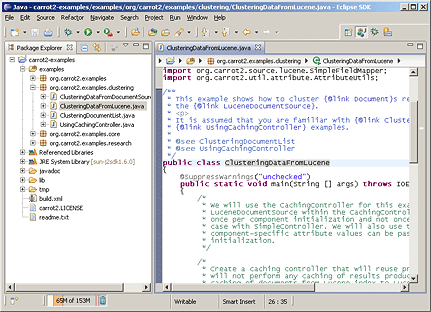 Java - carrot2-examples/examples/org/carrot2/examples/clustering/ClusteringDataFromLucene.java - Eclipse SDK
File Edit Source Refactor Navigate Search Project Run Window Help
Java
Package Explorer
carrot2-examples
examples
org.carrot2.examples
org.carrot2.examples.clustering
ClusteringDataFromDocumentSour
ClusteringDataFromLucene.java
ClusteringDocumentList.java
UsingCachingController.java
org.carrot2.examples.core
org.carrot2.examples.research
Referenced Libraries
JRE System Library [sun-j2sdk1.6.0]
javadoc
lib
tmp
build.xml
carrot2.LICENSE
readme.txt
ClusteringDataFromLucene.java
examples
org.carrot2.examples.clustering
ClusteringDataFromLucene
import org.carrot2.source.lucene.SimpleFieldMapper;
import org.carrot2.util.attribute.AttributeUtils;
/**
* This example shows how to cluster {@link Document}s re
* the {@link LuceneDocumentSource}.
* <p>
* It is assumed that you are familiar with {@link Cluste
* {@link UsingCachingController} examples.
*
* @see ClusteringDocumentList
* @see UsingCachingController
*/
public class ClusteringDataFromLucene
{
@SuppressWarnings("unchecked")
public static void main(String [] args) throws IOE
{
/*
* We will use the CachingController for this exa
* LuceneDocumentSource within the CachingControl
* once per component initialization and not once
* case with SimpleController. We will also use t
* component-specific attribute values can be pas
* initialization.
*/
/*
* Create a caching controller that will reuse pr
* will not perform any caching of results produc
65M of 153M
Writable
Smart Insert
26 : 35